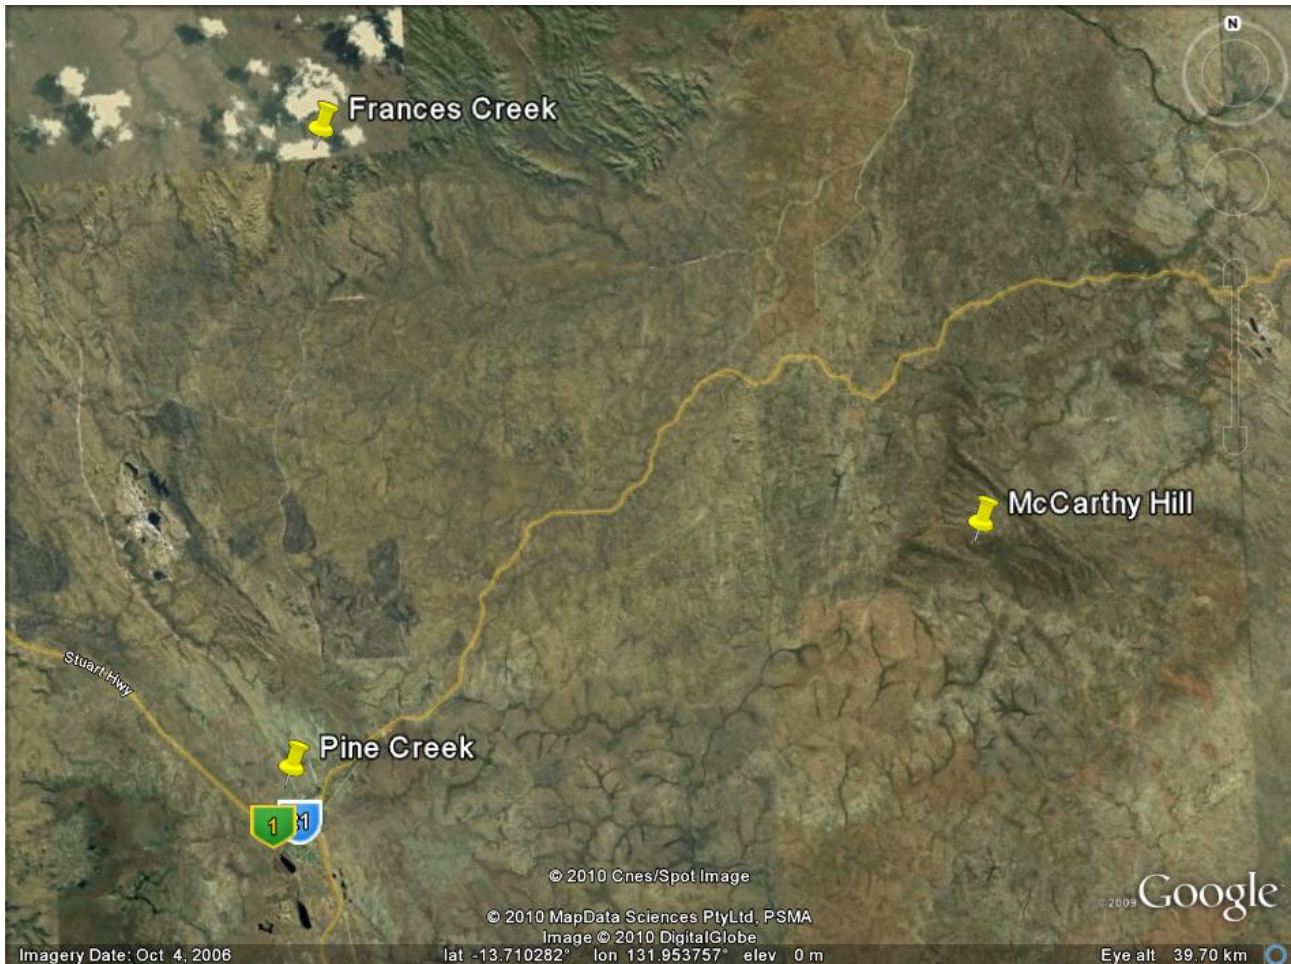 N
Frances Creek
McCarthy Hill
Stuart Hwy
Pine Creek
1
21
© 2010 Cnes/Spot Image
© 2009 Google
© 2010 MapData Sciences PtyLtd, PSMA
Image © 2010 DigitalGlobe
Imagery Date: Oct 4, 2006 lat -13.710282° lon 131.953757° elev 0 m Eye alt 39.70 km